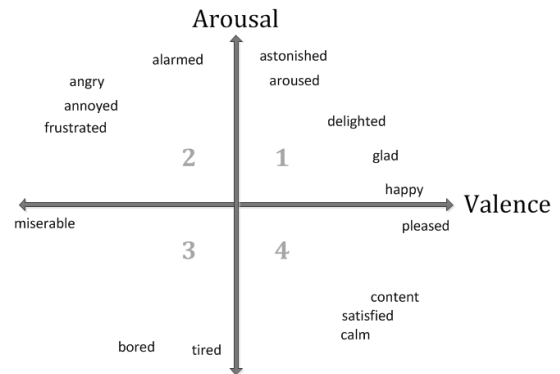 Arousal
alarmed
astonished
angry
aroused
annoyed
frustrated
delighted
2
1
glad
happy
Valence
miserable
pleased
3
4
content
satisfied
calm
bored
tired